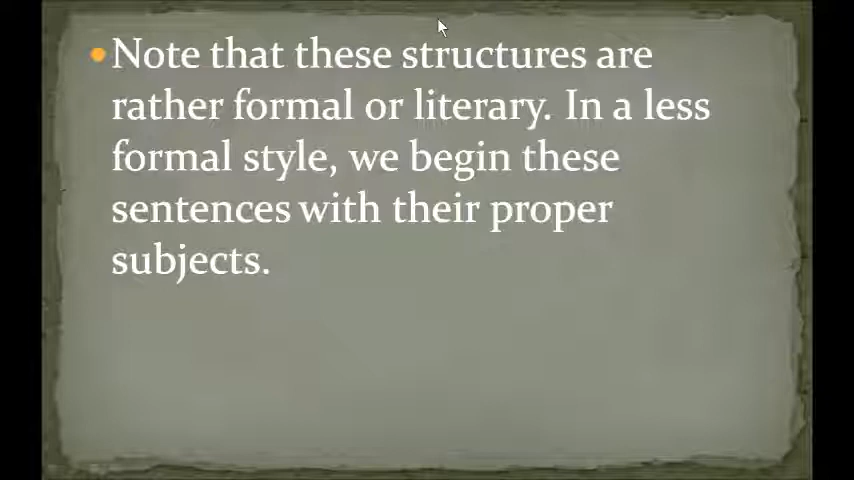 • Note that these structures are
rather formal or literary. In a less
formal style, we begin these
sentences with their proper
subjects.